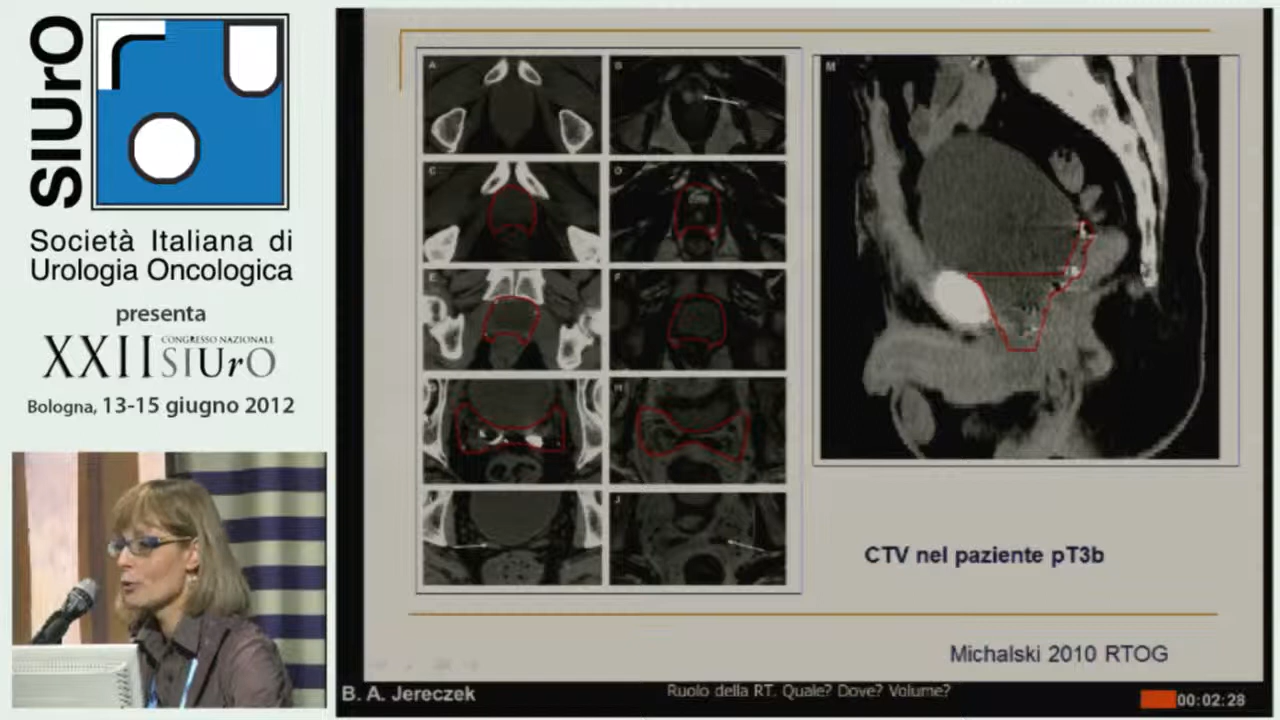 SIUrO
Società Italiana di
Urologia Oncologica
presenta
XXII CONGRESSO NAZIONALE
SIUrO
Bologna, 13-15 giugno 2012
A
B
C
D
E
F
H
J
M
CTV nel paziente pT3b
Michalski 2010 RTOG
B. A. Jereczek
Ruolo della RT. Quale? Dove? Volume?
00:02:28